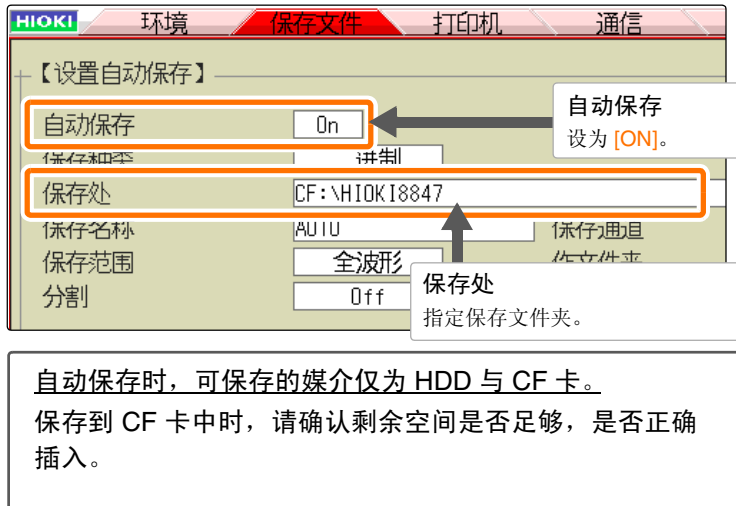 HIOKI 环境 保存文件 打印机 通信
【设置自动保存】
自动保存 On
自动保存
设为 [ON]。
保存种类 进制
保存处 CF:\HIOKI8847
保存名称 AUTO 保存通道
保存范围 全波形
分割 Off
保存处
指定保存文件夹。
自动保存时，可保存的媒介仅为 HDD 与 CF 卡。
保存到 CF 卡中时，请确认剩余空间是否足够，是否正确
插入。